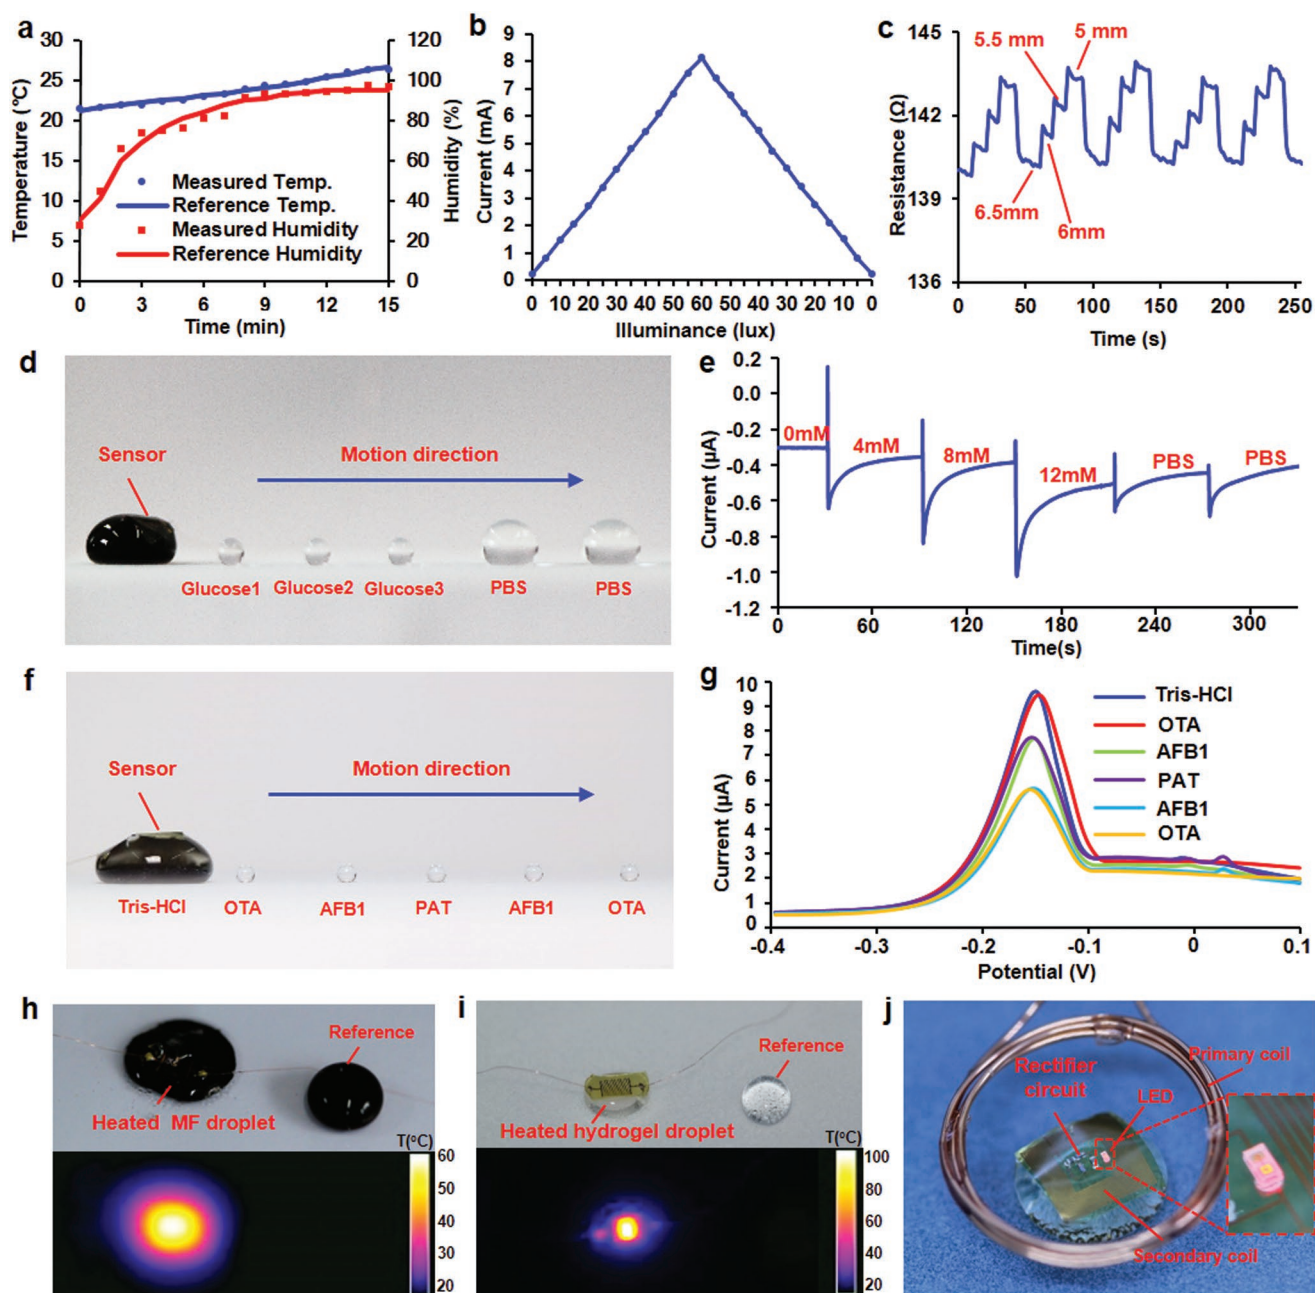 a
30
25
20
15
10
5
0
Temperature (°C)
120
100
80
60
40
20
0
Humidity (%)
Measured Temp.
Reference Temp.
Measured Humidity
Reference Humidity
0 3 6 9 12 15
Time (min)
b
9
8
7
6
5
4
3
2
1
0
Current (mA)
0 10 20 30 40 50 60 50 40 30 20 10 0
Illuminance (lux)
c
145
142
139
136
Resistance (Ω)
5.5 mm
5 mm
6.5mm
6mm
0 50 100 150 200 250
Time (s)
d
Sensor
Motion direction
Glucose1 Glucose2 Glucose3 PBS PBS
e
0.2
0.0
-0.2
-0.4
-0.6
-0.8
-1.0
-1.2
Current (µA)
0mM
4mM
8mM
12mM
PBS
PBS
0 60 120 180 240 300
Time(s)
f
Sensor
Motion direction
Tris-HCl OTA AFB1 PAT AFB1 OTA
g
10
9
8
7
6
5
4
3
2
1
0
Current (µA)
Tris-HCl
OTA
AFB1
PAT
AFB1
OTA
-0.4 -0.3 -0.2 -0.1 0 0.1
Potential (V)
h
Reference
Heated MF droplet
T(°C)
60
50
40
30
20
i
Reference
Heated hydrogel droplet
T(°C)
100
80
60
40
20
j
Primary coil
Rectifier
circuit
LED
Secondary coil